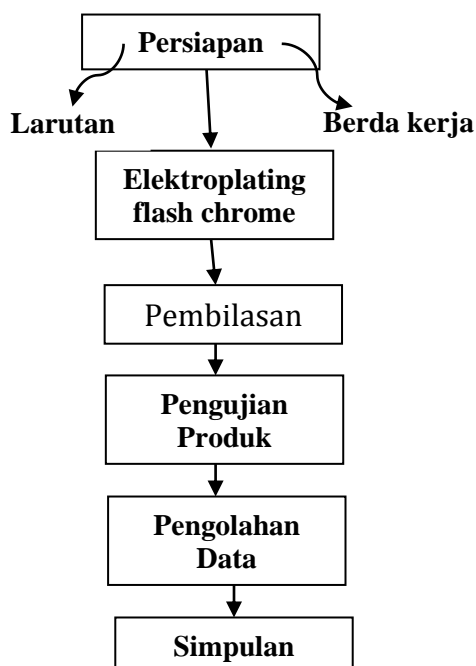 Persiapan
Larutan
Berda kerja
Elektroplating
flash chrome
Pembilasan
Pengujian
Produk
Pengolahan
Data
Simpulan